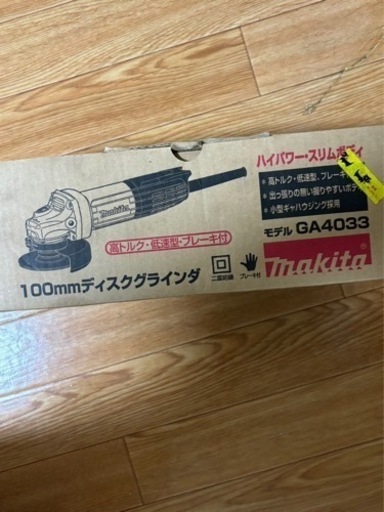 ハイパワー・スリムボディ
★高トルク・低速型、ブレーキ
★出っ張りの無い握りやすいボデ
★小型ギヤハウジング採用
モデル GA4033
makita
高トルク・低速型・ブレーキ付
100mmディスクグラインダ
二重絶縁
ブレーキ付
makita